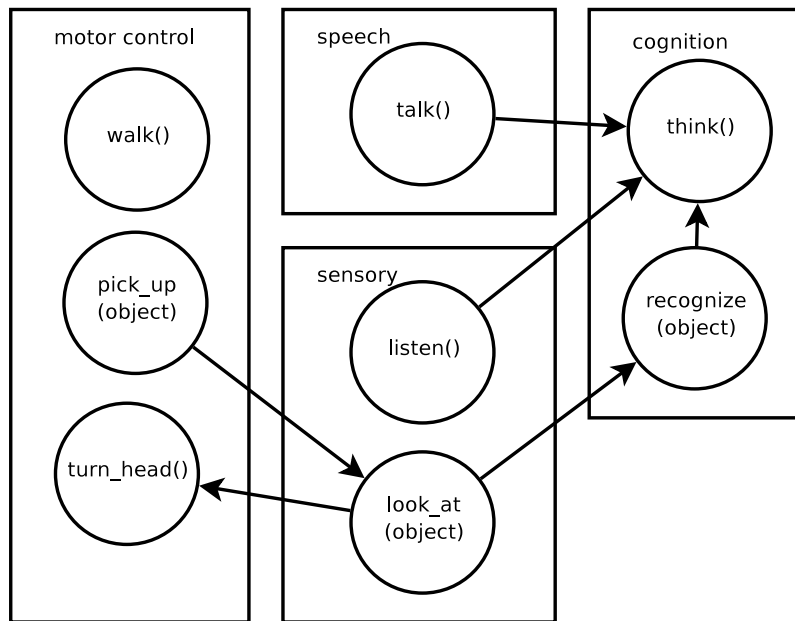 motor control
walk()
pick_up
(object)
turn_head()
speech
talk()
sensory
listen()
look_at
(object)
cognition
think()
recognize
(object)